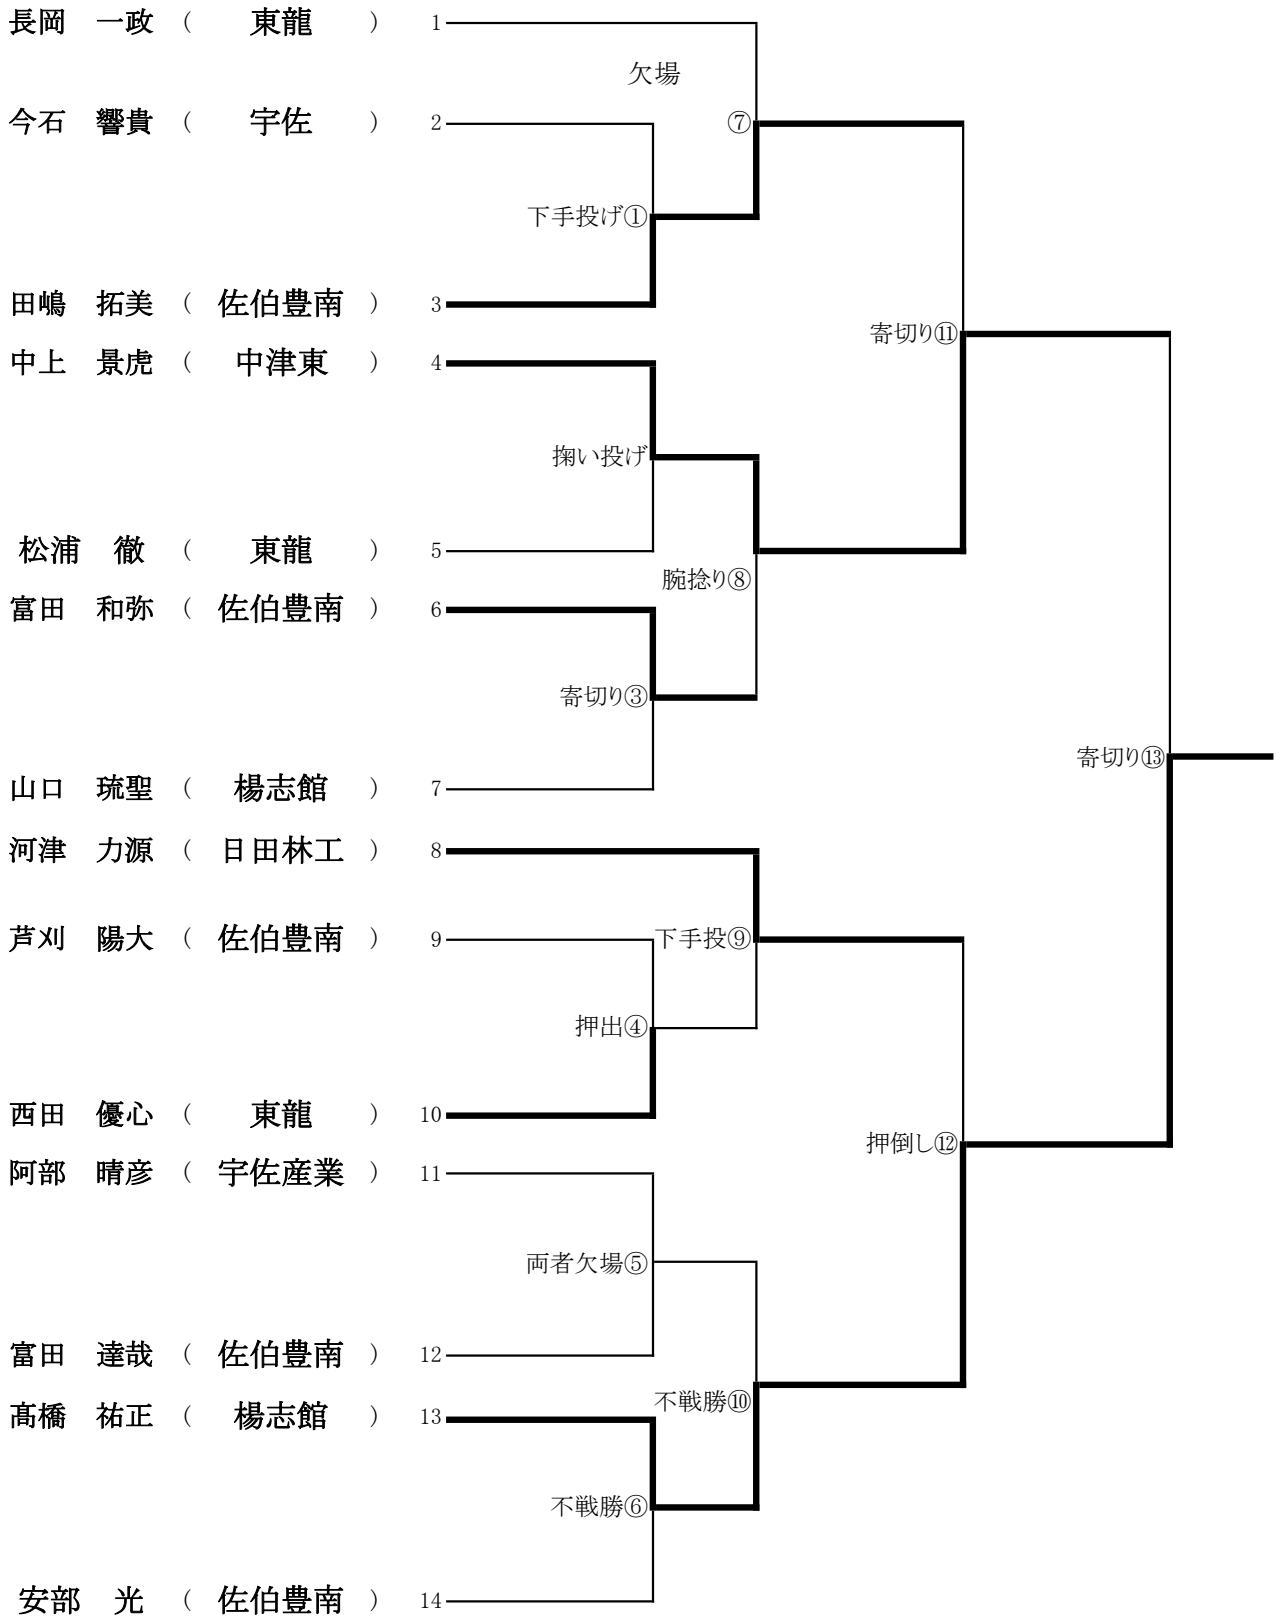 長岡　一政 （ 東龍 ） 1
欠場
今石　響貴 （ 宇佐 ） 2
⑦
下手投げ①
田嶋　拓美 （ 佐伯豊南 ） 3
寄切り⑪
中上　景虎 （ 中津東 ） 4
掬い投げ
松浦　徹 （ 東龍 ） 5
腕捻り⑧
富田　和弥 （ 佐伯豊南 ） 6
寄切り③
寄切り⑬
山口　琉聖 （ 楊志館 ） 7
河津　力源 （ 日田林工 ） 8
芦刈　陽大 （ 佐伯豊南 ） 9
下手投⑨
押出④
西田　優心 （ 東龍 ） 10
押倒し⑫
阿部　晴彦 （ 宇佐産業 ） 11
両者欠場⑤
富田　達哉 （ 佐伯豊南 ） 12
不戦勝⑩
髙橋　祐正 （ 楊志館 ） 13
不戦勝⑥
安部　光 （ 佐伯豊南 ） 14